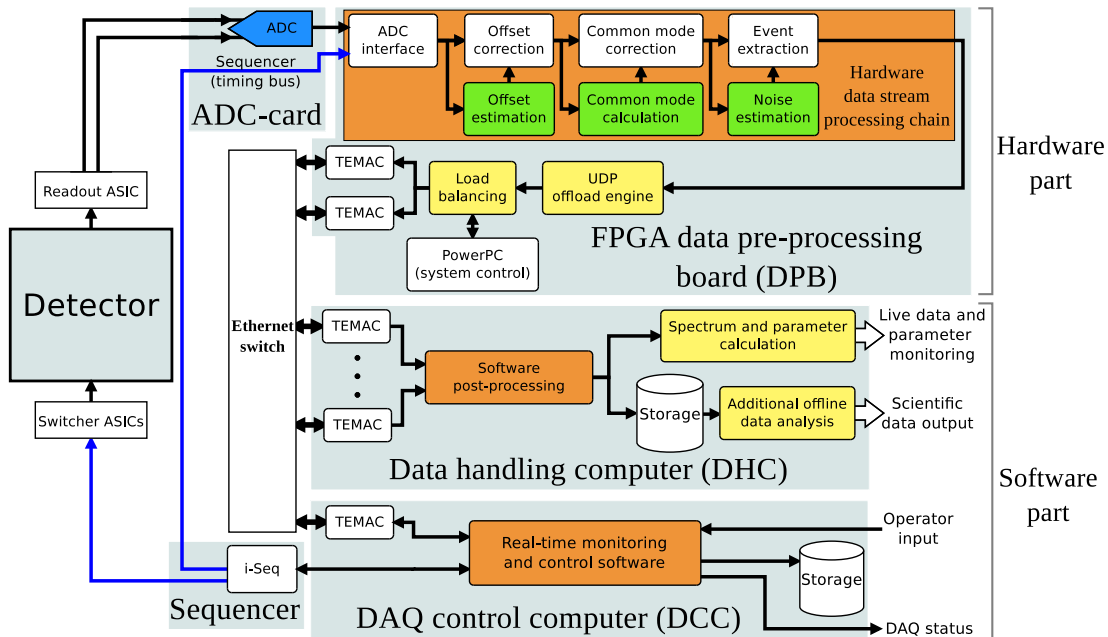 ADC
Sequencer
(timing bus)
ADC-card
ADC
interface
Offset
correction
Common mode
correction
Event
extraction
Offset
estimation
Common mode
calculation
Noise
estimation
Hardware
data stream
processing chain
Hardware
part
TEMAC
TEMAC
Load
balancing
UDP
offload engine
PowerPC
(system control)
FPGA data pre-processing
board (DPB)
Readout ASIC
Detector
Switcher ASICs
Ethernet
switch
TEMAC
TEMAC
Software
post-processing
Spectrum and parameter
calculation
Live data and
parameter
monitoring
Storage
Additional offline
data analysis
Scientific
data output
Data handling computer (DHC)
Software
part
TEMAC
Real-time monitoring
and control software
Operator
input
Storage
DAQ status
i-Seq
Sequencer
DAQ control computer (DCC)